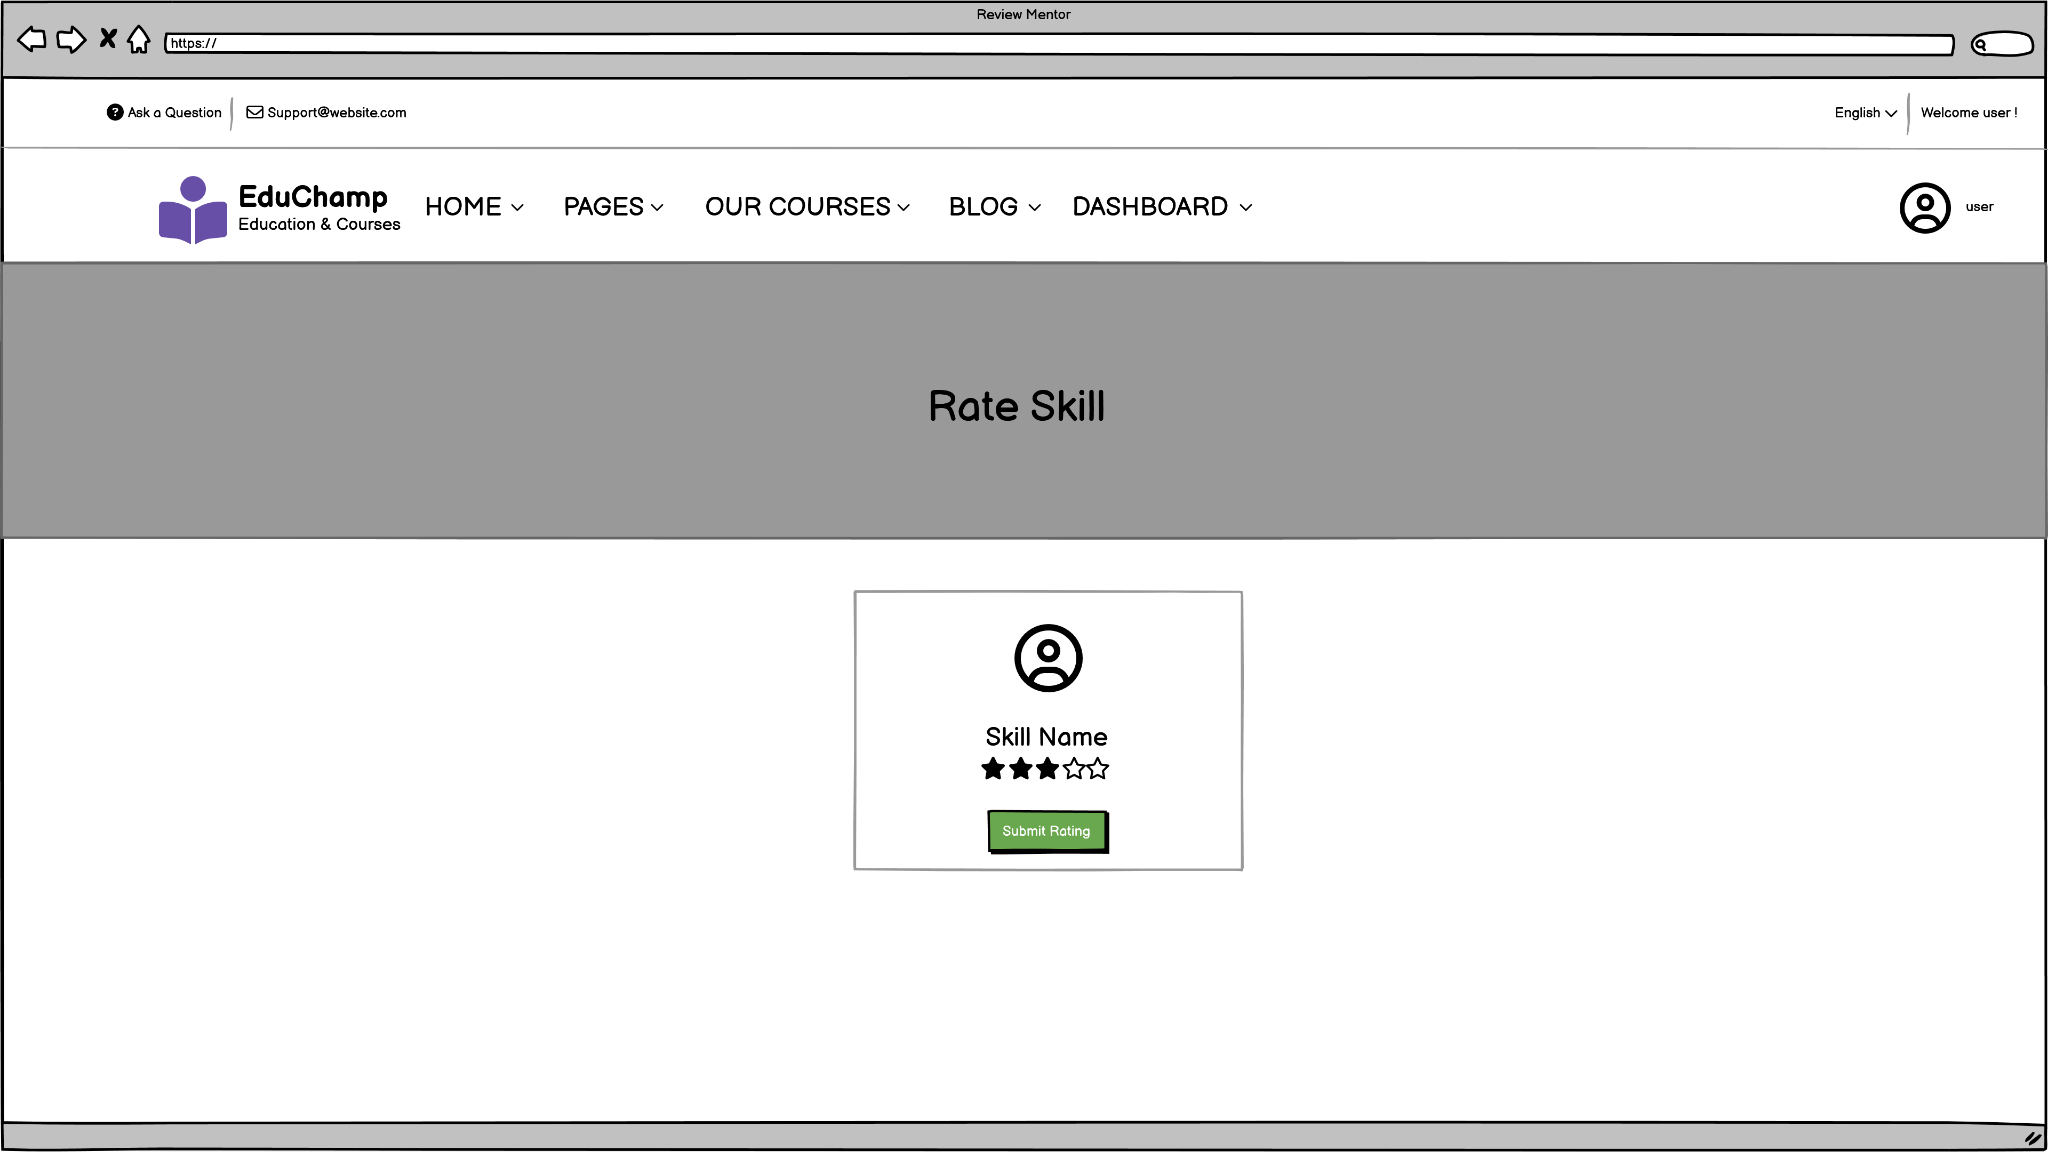 Review Mentor
https://
Ask a Question
Support@website.com
English
Welcome user !
EduChamp
Education & Courses
HOME
PAGES
OUR COURSES
BLOG
DASHBOARD
user
Rate Skill
Skill Name
Submit Rating